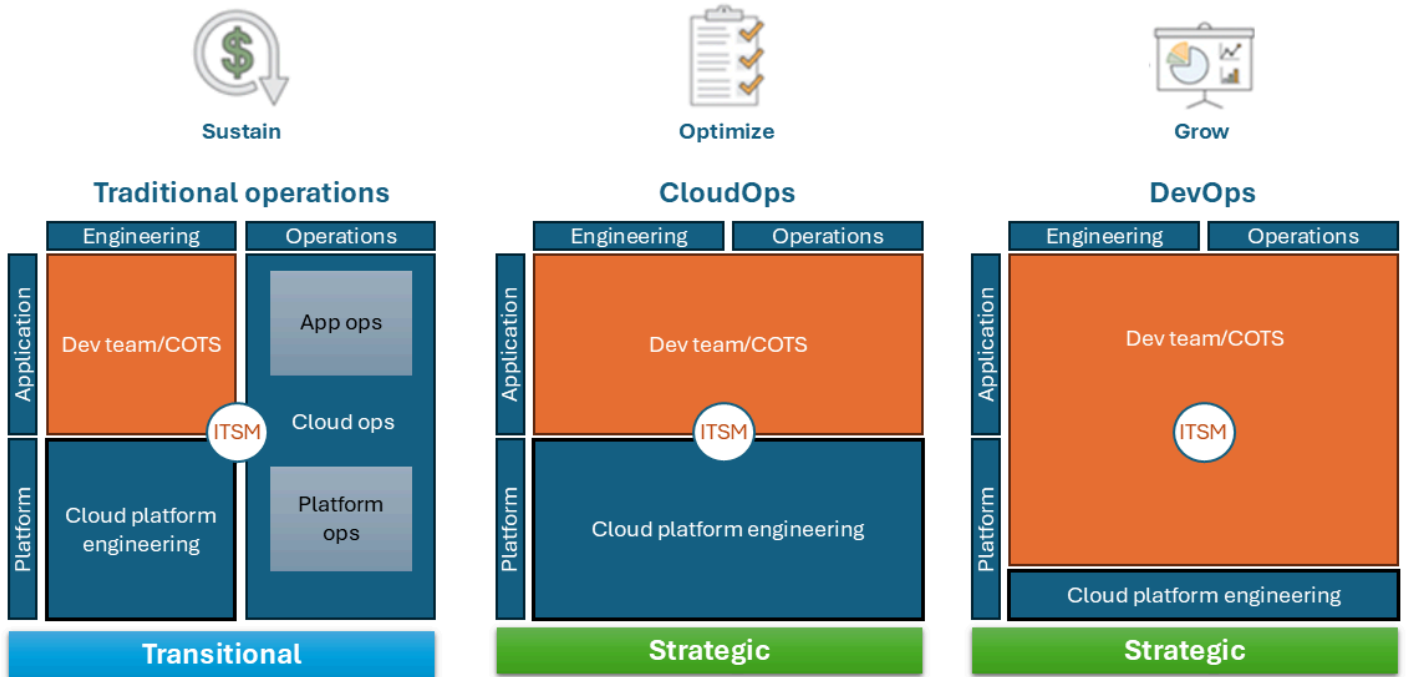 $
Sustain
Optimize
Grow
Traditional operations
CloudOps
DevOps
Engineering
Operations
Engineering
Operations
Engineering
Operations
Application
Dev team/COTS
App ops
Cloud ops
ITSM
Platform
Cloud platform
engineering
Platform
ops
Transitional
Application
Dev team/COTS
ITSM
Platform
Cloud platform engineering
Strategic
Application
Dev team/COTS
ITSM
Platform
Cloud platform engineering
Strategic